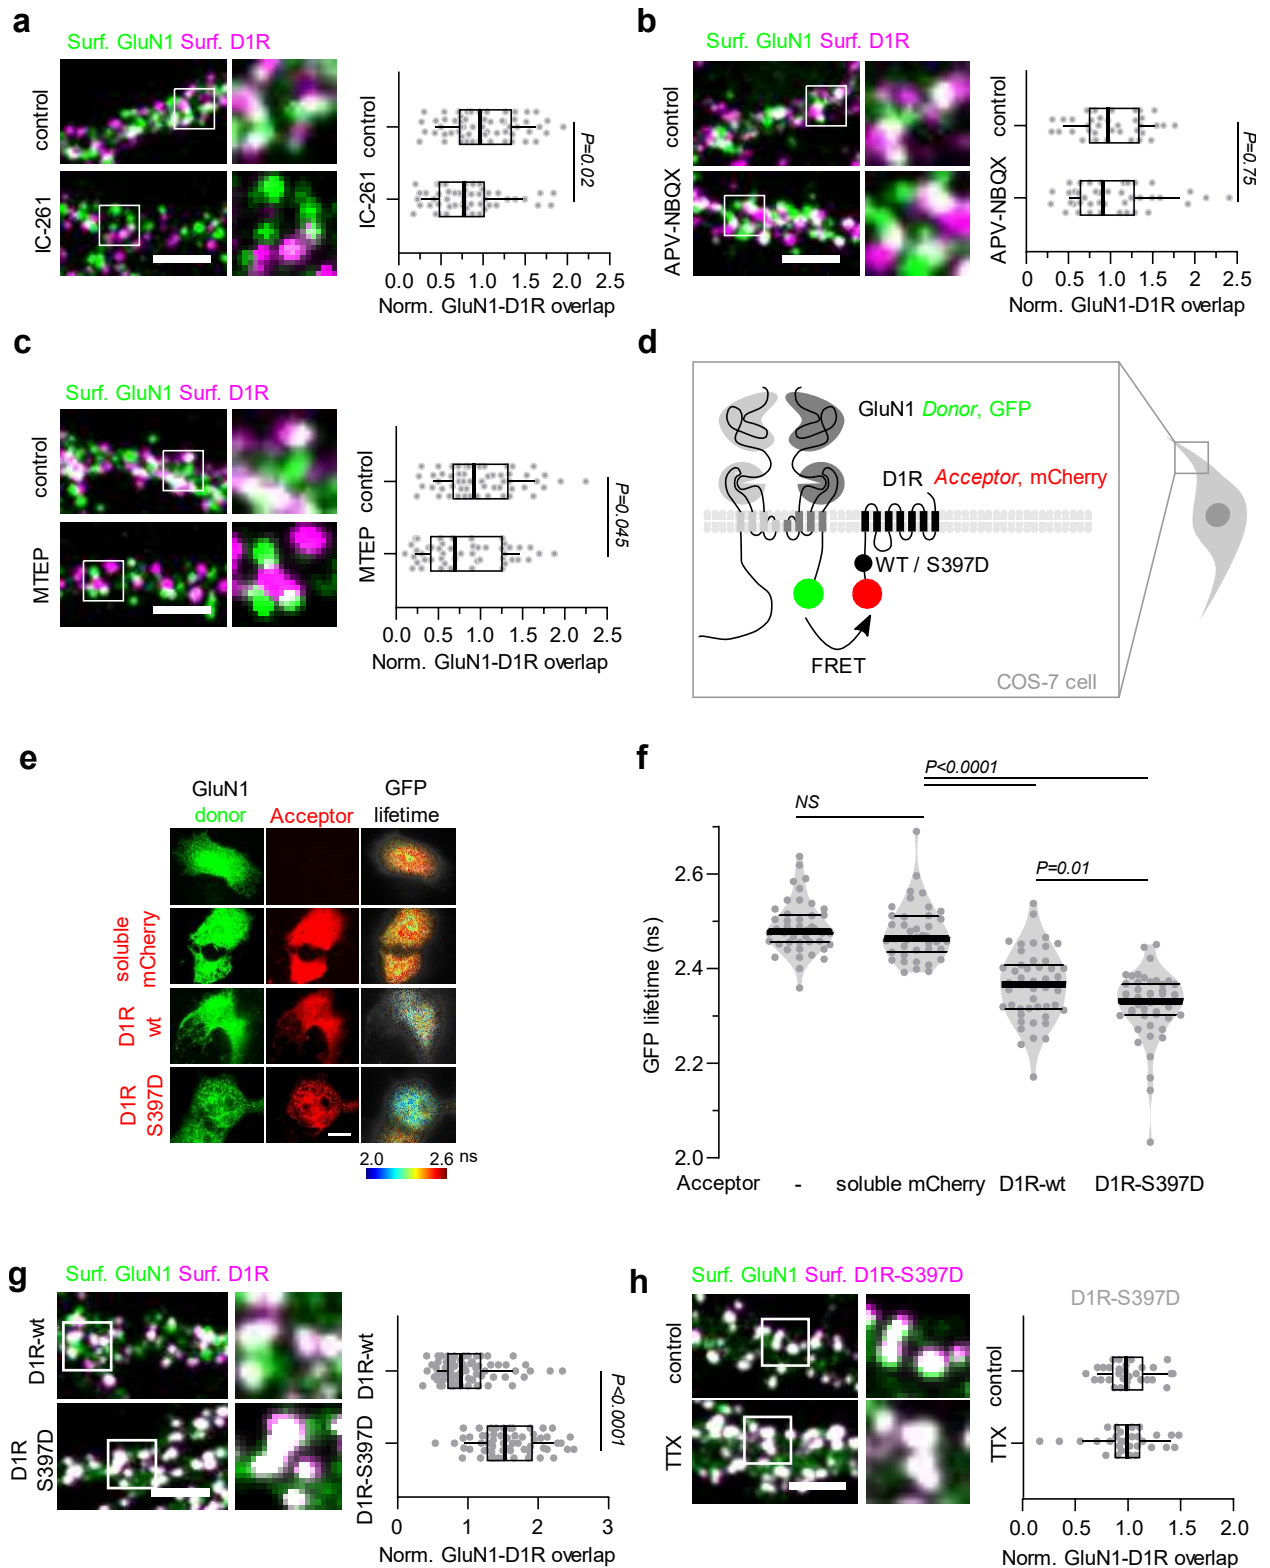 a
Surf. GluN1 Surf. D1R
control
IC-261
control
IC-261
P=0.02
0.0 0.5 1.0 1.5 2.0 2.5
Norm. GluN1-D1R overlap
b
Surf. GluN1 Surf. D1R
control
APV-NBQX
control
APV-NBQX
P=0.75
0 0.5 1 1.5 2 2.5
Norm. GluN1-D1R overlap
c
Surf. GluN1 Surf. D1R
control
MTEP
control
MTEP
P=0.045
0.0 0.5 1.0 1.5 2.0 2.5
Norm. GluN1-D1R overlap
d
GluN1 Donor, GFP
D1R Acceptor, mCherry
WT / S397D
FRET
COS-7 cell
e
GluN1
donor
Acceptor
GFP
lifetime
soluble
mCherry
D1R
wt
D1R
S397D
2.0 2.6 ns
f
P<0.0001
NS
P=0.01
GFP lifetime (ns)
2.6
2.4
2.2
2.0
Acceptor - soluble mCherry D1R-wt D1R-S397D
g
Surf. GluN1 Surf. D1R
D1R-wt
D1R
S397D
D1R-wt
D1R-S397D
P<0.0001
0 1 2 3
Norm. GluN1-D1R overlap
h
Surf. GluN1 Surf. D1R-S397D
control
TTX
D1R-S397D
control
TTX
0.0 0.5 1.0 1.5 2.0
Norm. GluN1-D1R overlap